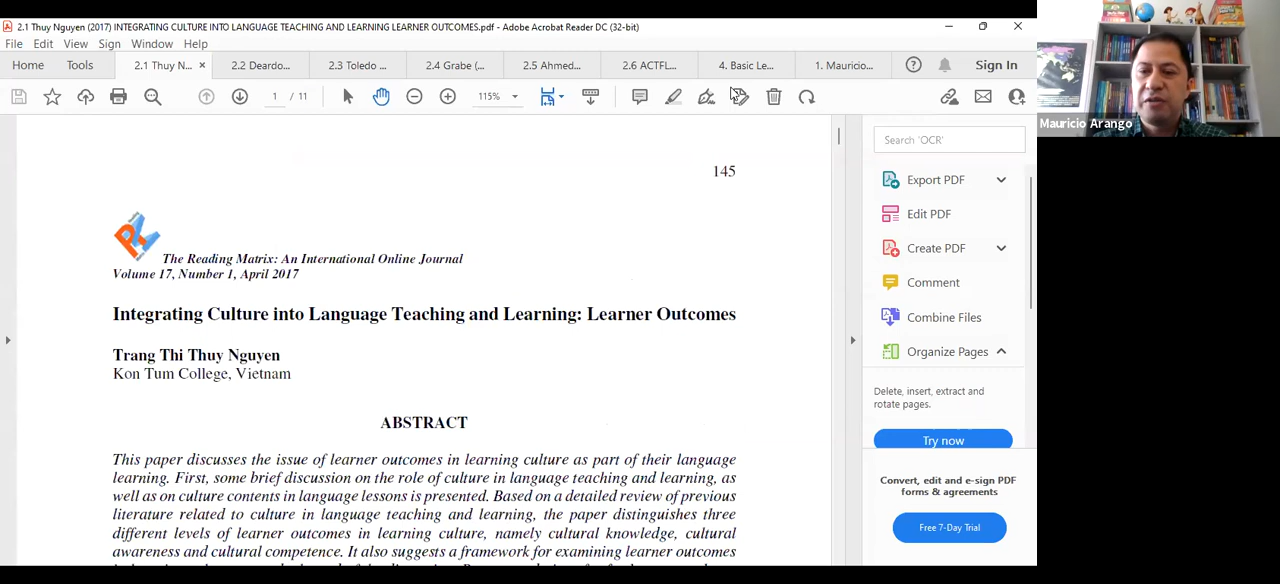 2.1 Thuy Nguyen (2017) INTEGRATING CULTURE INTO LANGUAGE TEACHING AND LEARNING LEARNER OUTCOMES.pdf - Adobe Acrobat Reader DC (32-bit)
File Edit View Sign Window Help
Home Tools 2.1 Thuy N... 2.2 Deardo... 2.3 Toledo ... 2.4 Grabe (... 2.5 Ahmed... 2.6 ACTFL... 4. Basic Le... 1. Mauricio... Sign In
1 / 11 115%
Mauricio Arango
Search 'OCR'
145
Export PDF
Edit PDF
Create PDF
Comment
Combine Files
Organize Pages
Delete, insert, extract and
rotate pages.
Try now
Convert, edit and e-sign PDF
forms & agreements
Free 7-Day Trial
The Reading Matrix: An International Online Journal
Volume 17, Number 1, April 2017
Integrating Culture into Language Teaching and Learning: Learner Outcomes
Trang Thi Thuy Nguyen
Kon Tum College, Vietnam
ABSTRACT
This paper discusses the issue of learner outcomes in learning culture as part of their language
learning. First, some brief discussion on the role of culture in language teaching and learning, as
well as on culture contents in language lessons is presented. Based on a detailed review of previous
literature related to culture in language teaching and learning, the paper distinguishes three
different levels of learner outcomes in learning culture, namely cultural knowledge, cultural
awareness and cultural competence. It also suggests a framework for examining learner outcomes